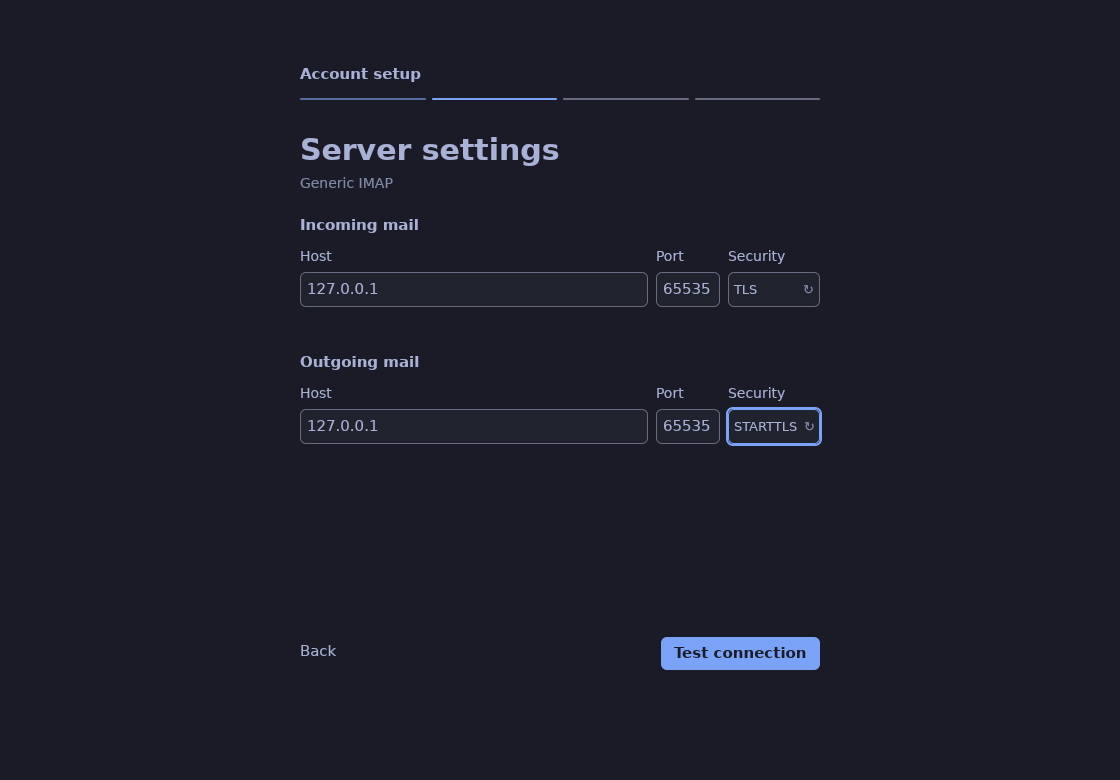 Account setup
Server settings
Generic IMAP
Incoming mail
Host Port Security
127.0.0.1 65535 TLS ↻
Outgoing mail
Host Port Security
127.0.0.1 65535 STARTTLS ↻
Back Test connection